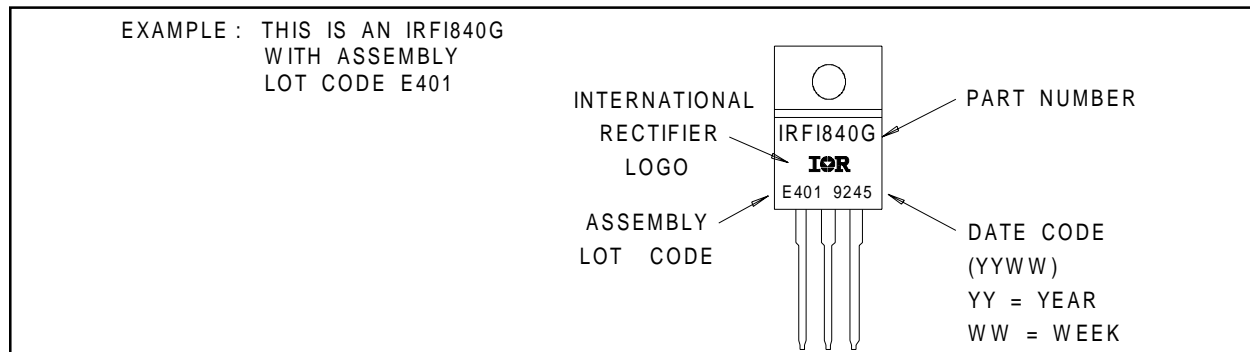 EXAMPLE : THIS IS AN IRFI840G
WITH ASSEMBLY
LOT CODE E401
INTERNATIONAL
RECTIFIER
LOGO
PART NUMBER
IRFI840G
IOR
E401 9245
ASSEMBLY
LOT CODE
DATE CODE
(YYWW)
YY = YEAR
WW = WEEK